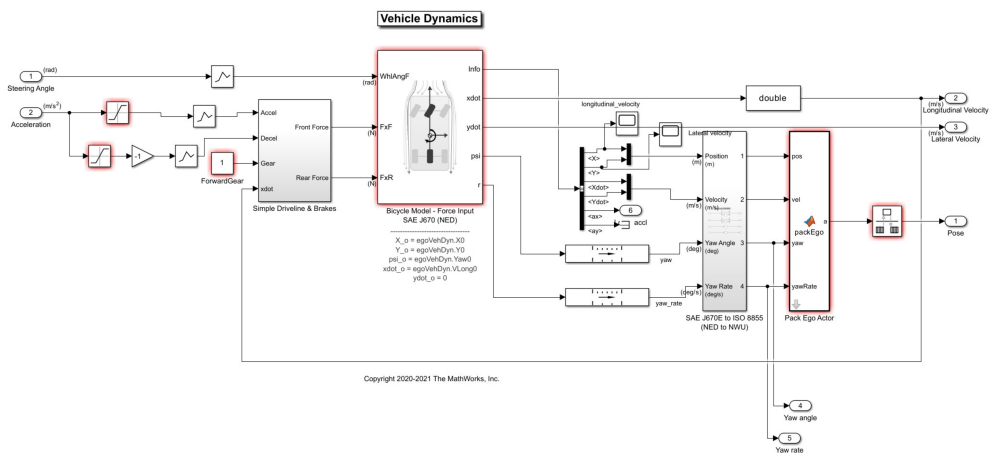 Vehicle Dynamics
1
(rad)
Steering Angle
2
(m/s²)
Acceleration
-1
1
ForwardGear
Accel
Decel
Gear
xdot
Front Force
Rear Force
Simple Driveline & Brakes
(rad)
(N)
(N)
WhlAngF
FxF
FxR
Info
xdot
ydot
psi
r
Bicycle Model - Force Input
SAE J670 (NED)
X_o = egoVehDyn.X0
Y_o = egoVehDyn.Y0
psi_o = egoVehDyn.Yaw0
xdot_o = egoVehDyn.VLong0
ydot_o = 0
longitudinal_velocity
Lateral velocity
<X>
<Y>
<Xdot>
<Ydot>
<ax>
<ay>
6
accl
yaw
yaw_rate
(m)
(m/s)
(deg)
(deg/s)
Position
(m)
Velocity
(m/s)
Yaw Angle
(deg)
Yaw Rate
(deg/s)
1
2
3
4
SAE J670E to ISO 8855
(NED to NWU)
double
pos
vel
yaw
yawRate
packEgo
a
Pack Ego Actor
(m/s)
2
Longitudinal Velocity
(m/s)
3
Lateral Velocity
1
Pose
4
Yaw angle
5
Yaw rate
Copyright 2020-2021 The MathWorks, Inc.